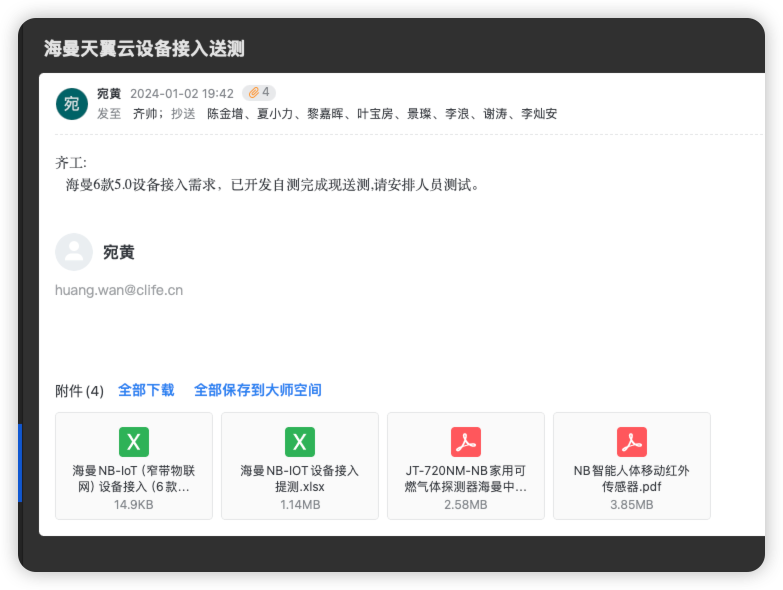 海曼天翼云设备接入送测
宛
宛黄 2024-01-02 19:42 4
发至 齐帅； 抄送 陈金增、夏小力、黎嘉晖、叶宝房、景璨、李浪、谢涛、李灿安
齐工:
海曼6款5.0设备接入需求，已开发自测完成现送测,请安排人员测试。
宛黄
huang.wan@clife.cn
附件 (4) 全部下载 全部保存到大师空间
X
海曼NB-IoT（窄带物联
网）设备接入（6款...
14.9KB
X
海曼NB-IOT设备接入
提测.xlsx
1.14MB
JT-720NM-NB家用可
燃气体探测器海曼中...
2.58MB
NB智能人体移动红外
传感器.pdf
3.85MB